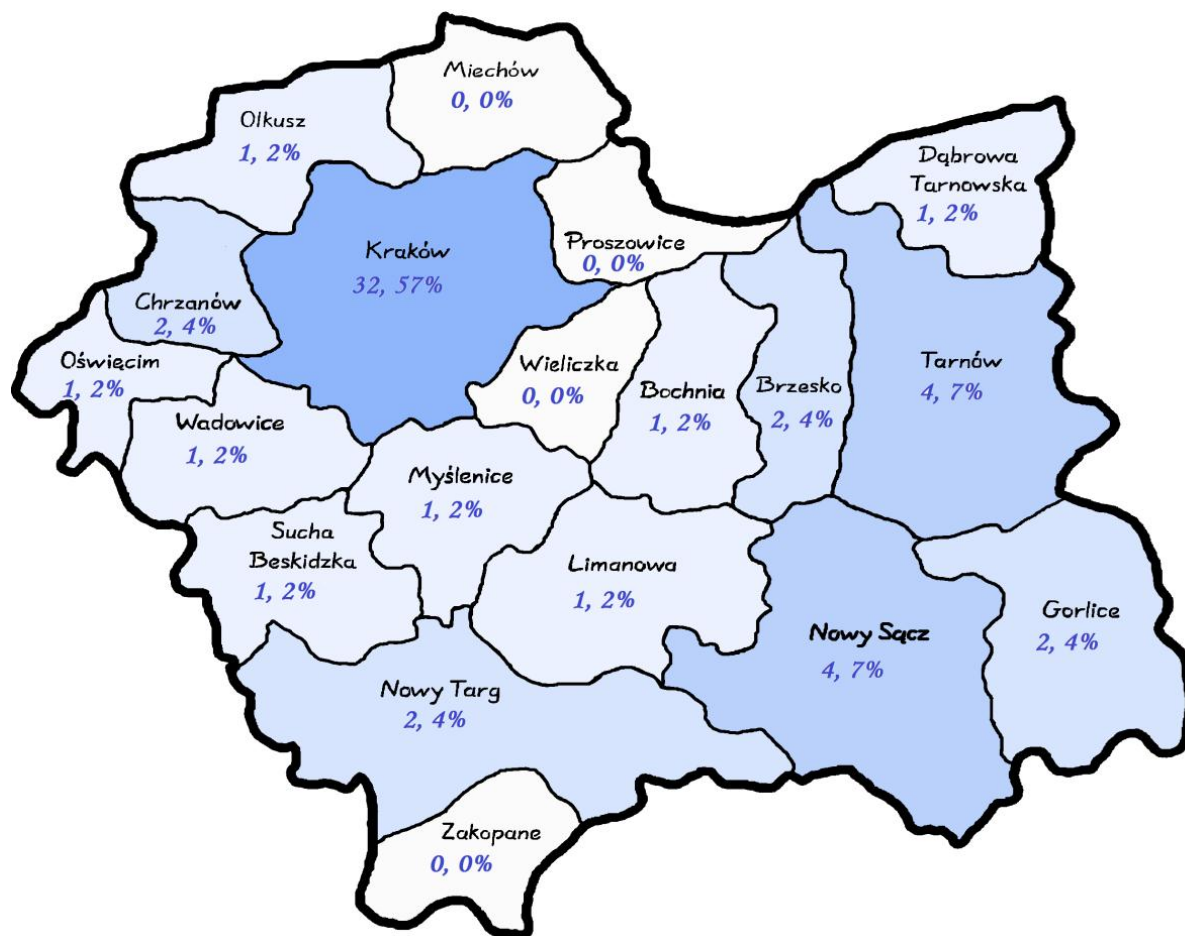 Miechów
0, 0%
Olkusz
1, 2%
Dąbrowa
Tarnowska
1, 2%
Proszowice
0, 0%
Kraków
32, 57%
Chrzanów
2, 4%
Oświęcim
1, 2%
Wieliczka
0, 0%
Bochnia
1, 2%
Brzesko
2, 4%
Tarnów
4, 7%
Wadowice
1, 2%
Myślenice
1, 2%
Sucha
Beskidzka
1, 2%
Limanowa
1, 2%
Nowy Sącz
4, 7%
Gorlice
2, 4%
Nowy Targ
2, 4%
Zakopane
0, 0%